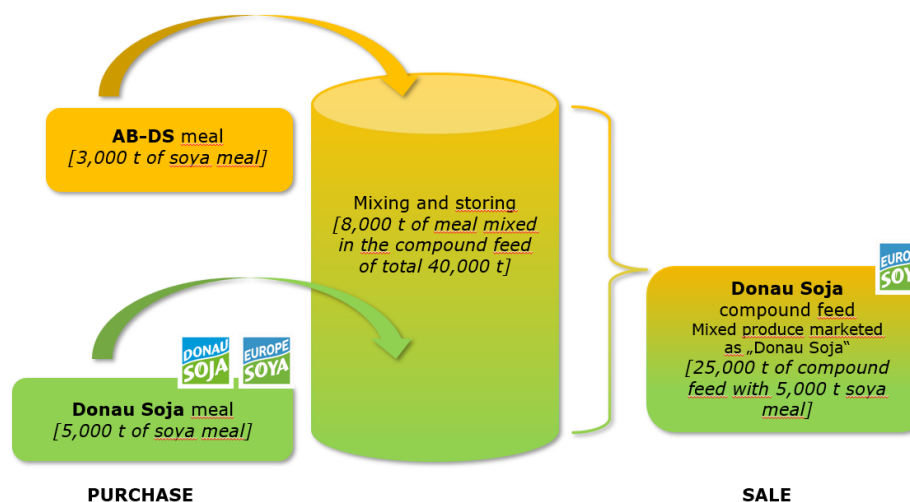 AB-DS meal
[3,000 t of soya meal]
Mixing and storing
[8,000 t of meal mixed
in the compound feed
of total 40,000 t]
DONAU
SOJA
EUROPE
SOYA
Donau Soja meal
[5,000 t of soya meal]
EURO
SOY
Donau Soja
compound feed
Mixed produce marketed
as „Donau Soja“
[25,000 t of compound
feed with 5,000 t soya
meal]
PURCHASE
SALE